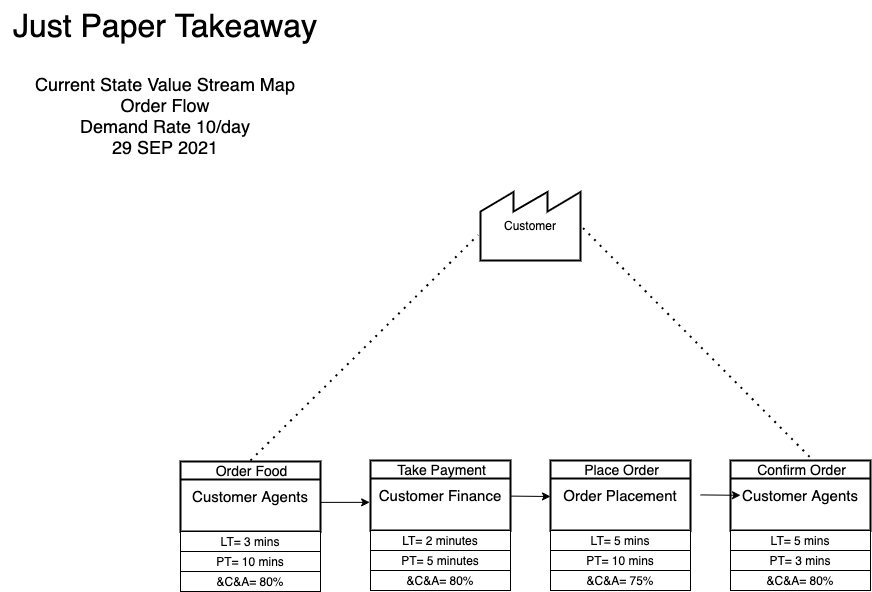 Just Paper Takeaway
Current State Value Stream Map
Order Flow
Demand Rate 10/day
29 SEP 2021
Customer
Order Food
Customer Agents
LT= 3 mins
PT= 10 mins
&C&A= 80%
Take Payment
Customer Finance
LT= 2 minutes
PT= 5 minutes
&C&A= 80%
Place Order
Order Placement
LT= 5 mins
PT= 10 mins
&C&A= 75%
Confirm Order
Customer Agents
LT= 5 mins
PT= 3 mins
&C&A= 80%